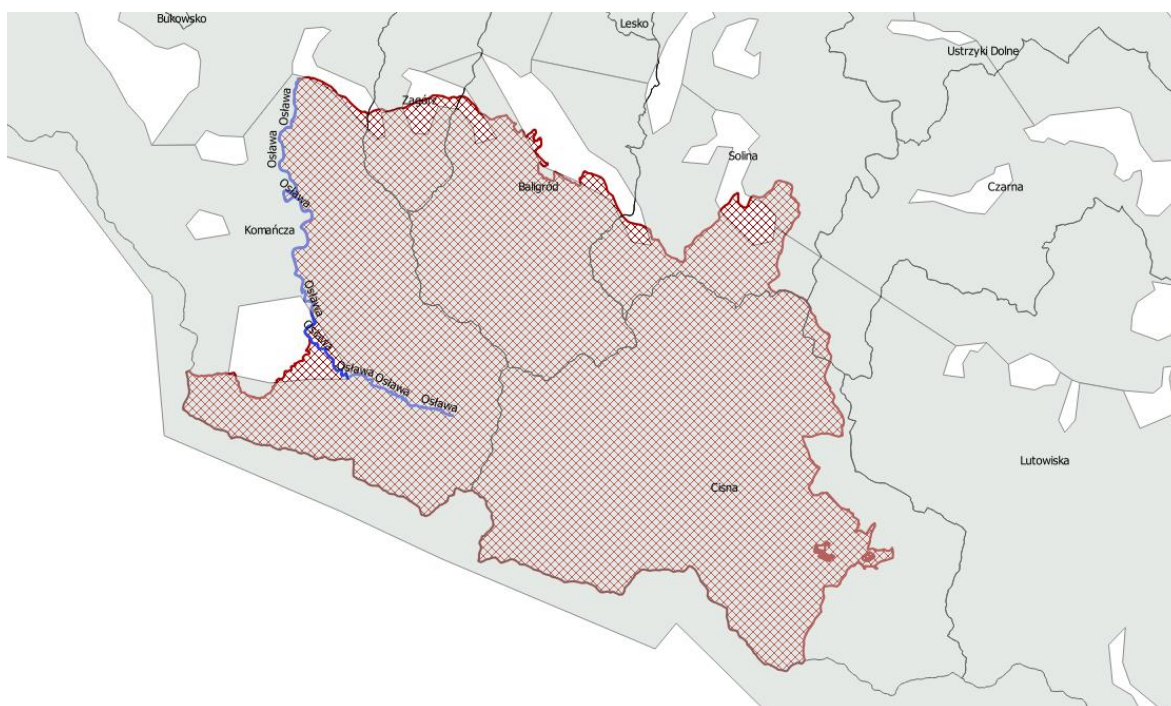 Bukowsko
Lesko
Ustrzyki Dolne
Zagórz
Osława
Osława
Solina
Baligród
Czarna
Osława
Komańcza
Osława
Osława
Osława
Osława
Osława
Lutowiska
Cisna